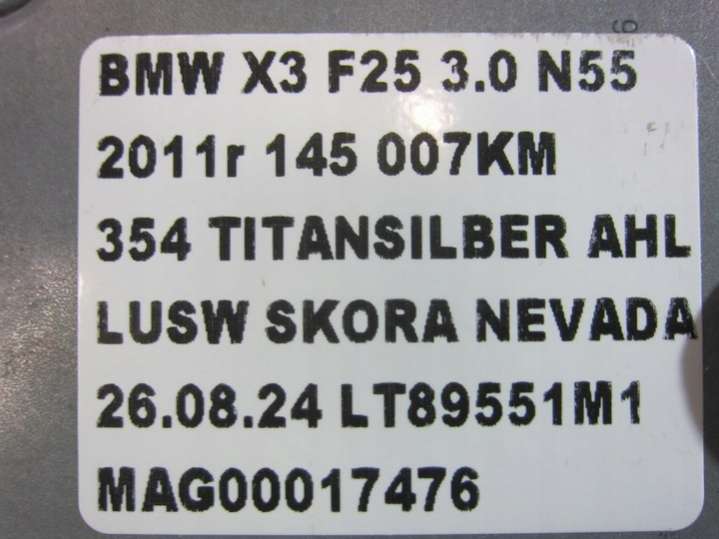 BMW X3 F25 3.0 N55
2011r 145 007KM
354 TITANSILBER AHL
LUSW SKORA NEVADA
26.08.24 LT89551M1
MAG00017476